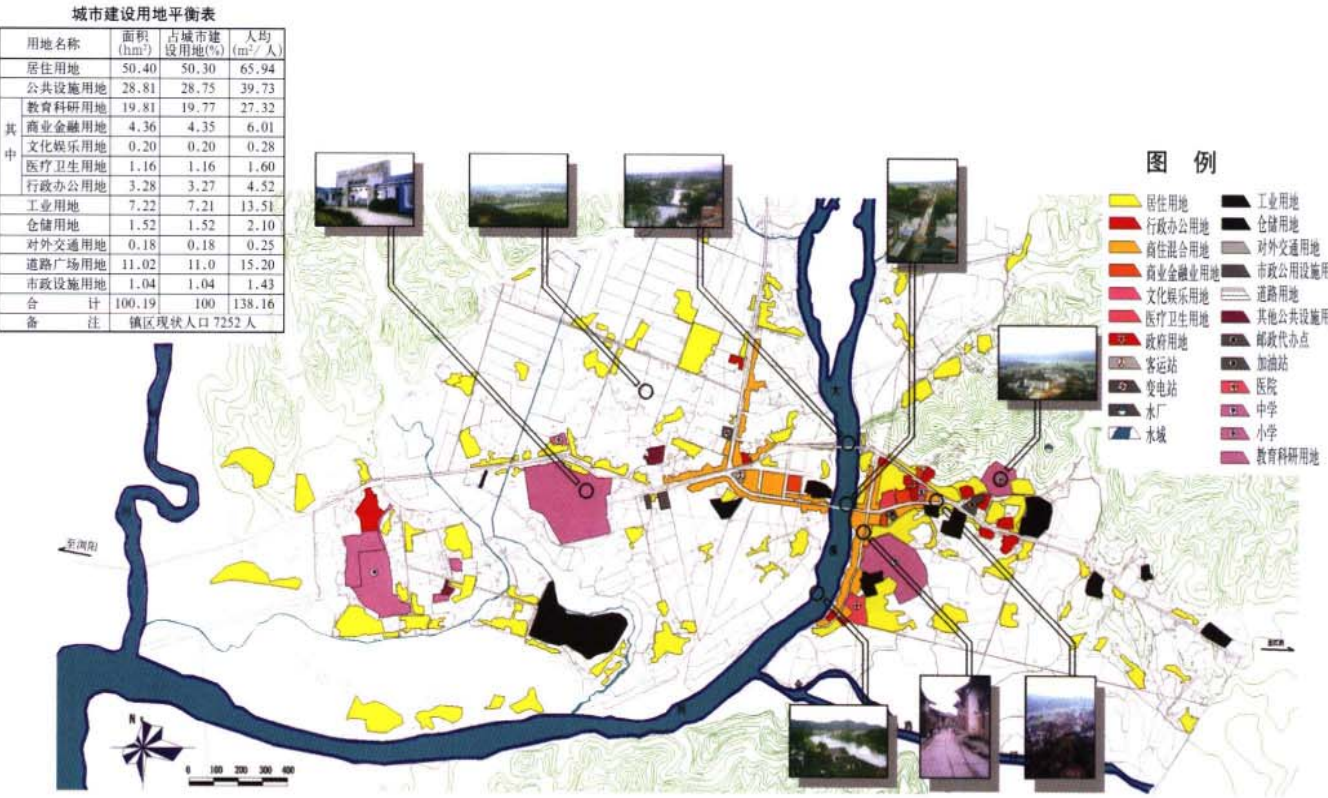 城市建设用地平衡表
用地名称 面积(hm²) 占城市建设用地(%) 人均(m²/人)
居住用地 50.40 50.30 65.94
公共设施用地 28.81 28.75 39.73
其中
教育科研用地 19.81 19.77 27.32
商业金融用地 4.36 4.35 6.01
文化娱乐用地 0.20 0.20 0.28
医疗卫生用地 1.16 1.16 1.60
行政办公用地 3.28 3.27 4.52
工业用地 7.22 7.21 13.51
仓储用地 1.52 1.52 2.10
对外交通用地 0.18 0.18 0.25
道路广场用地 11.02 11.0 15.20
市政设施用地 1.04 1.04 1.43
合计 100.19 100 138.16
备注 镇区现状人口7252人
图例
居住用地
行政办公用地
商住混合用地
商业金融业用地
文化娱乐用地
医疗卫生用地
政府用地
客运站
变电站
水厂
水域
工业用地
仓储用地
对外交通用地
市政公用设施用
道路用地
其他公共设施用
邮政代办点
加油站
医院
中学
小学
教育科研用地
至浏阳
大
N
0 100 200 300 400